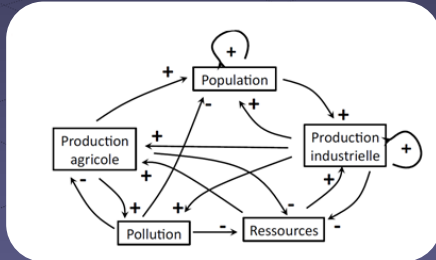 +
+
Population
-
+
+
Production
agricole
+
+
Production
industrielle
+
-
+
+
-
+
-
+
Pollution
-
Ressources